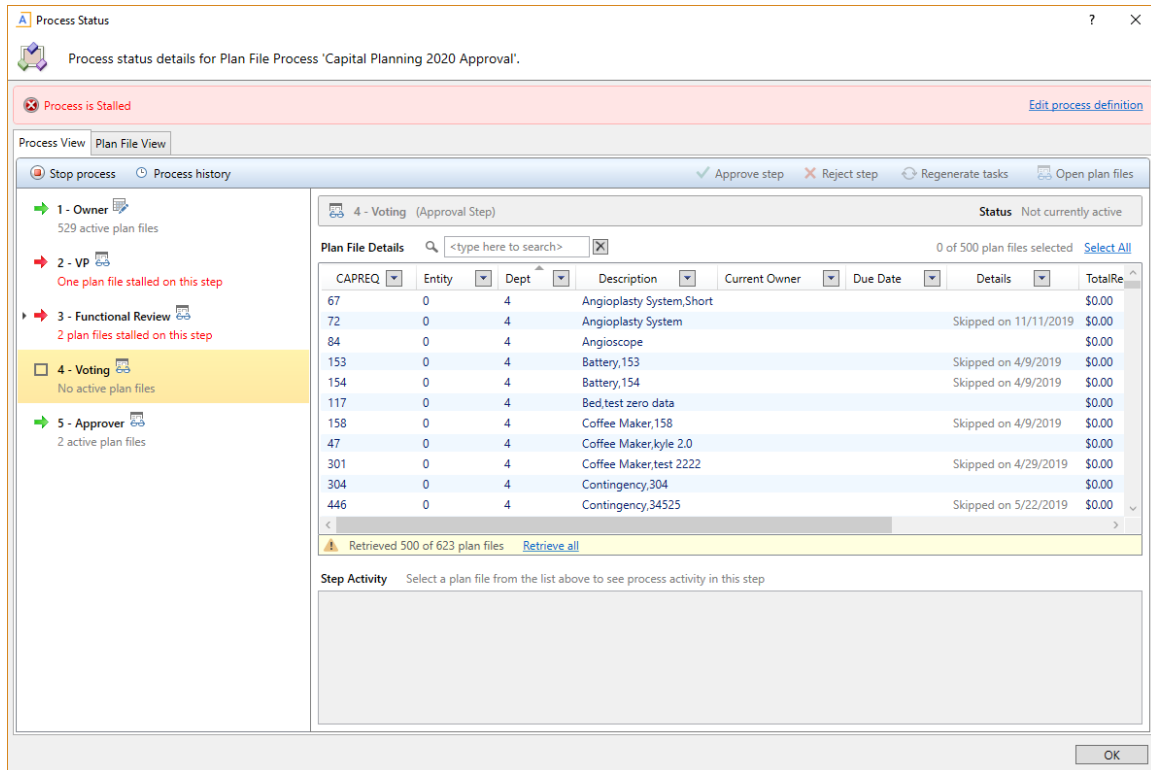 A Process Status ?
Process status details for Plan File Process 'Capital Planning 2020 Approval'.
Process is Stalled Edit process definition
Process View Plan File View
Stop process Process history Approve step Reject step Regenerate tasks Open plan files
1 - Owner
529 active plan files
2 - VP
One plan file stalled on this step
3 - Functional Review
2 plan files stalled on this step
4 - Voting
No active plan files
5 - Approver
2 active plan files
4 - Voting (Approval Step) Status Not currently active
Plan File Details <type here to search> 0 of 500 plan files selected Select All
CAPREQ Entity Dept Description Current Owner Due Date Details TotalRe
67 0 4 Angioplasty System,Short $0.00
72 0 4 Angioplasty System Skipped on 11/11/2019 $0.00
84 0 4 Angioscope $0.00
153 0 4 Battery,153 Skipped on 4/9/2019 $0.00
154 0 4 Battery,154 Skipped on 4/9/2019 $0.00
117 0 4 Bed,test zero data $0.00
158 0 4 Coffee Maker,158 Skipped on 4/9/2019 $0.00
47 0 4 Coffee Maker,kyle 2.0 $0.00
301 0 4 Coffee Maker,test 2222 Skipped on 4/29/2019 $0.00
304 0 4 Contingency,304 $0.00
446 0 4 Contingency,34525 Skipped on 5/22/2019 $0.00
Retrieved 500 of 623 plan files Retrieve all
Step Activity Select a plan file from the list above to see process activity in this step
OK